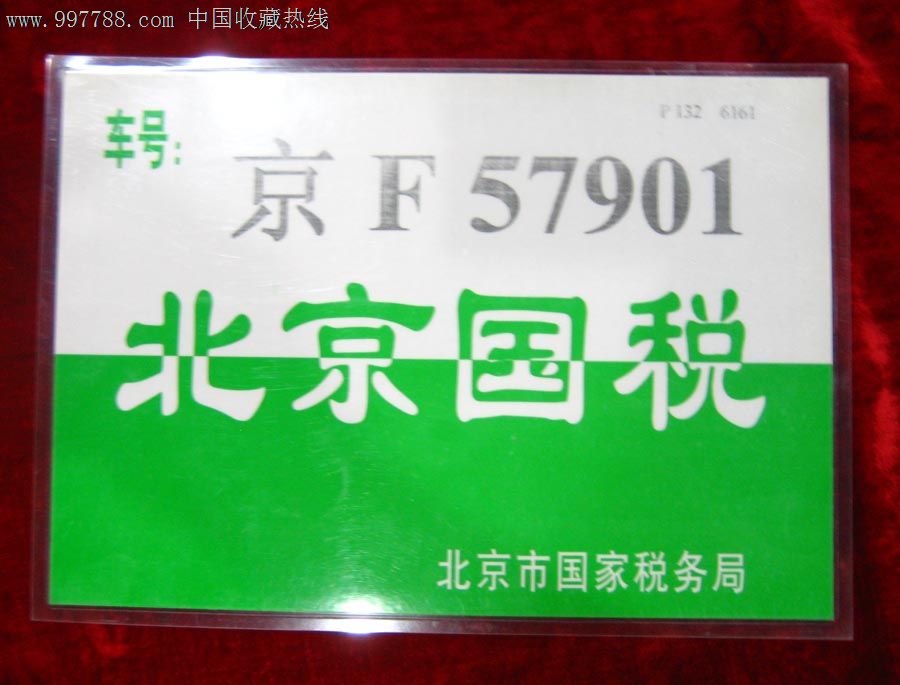 www.997788.com 中国收藏热线
P 132 6161
车号:
京 F 57901
北京国税
北京市国家税务局